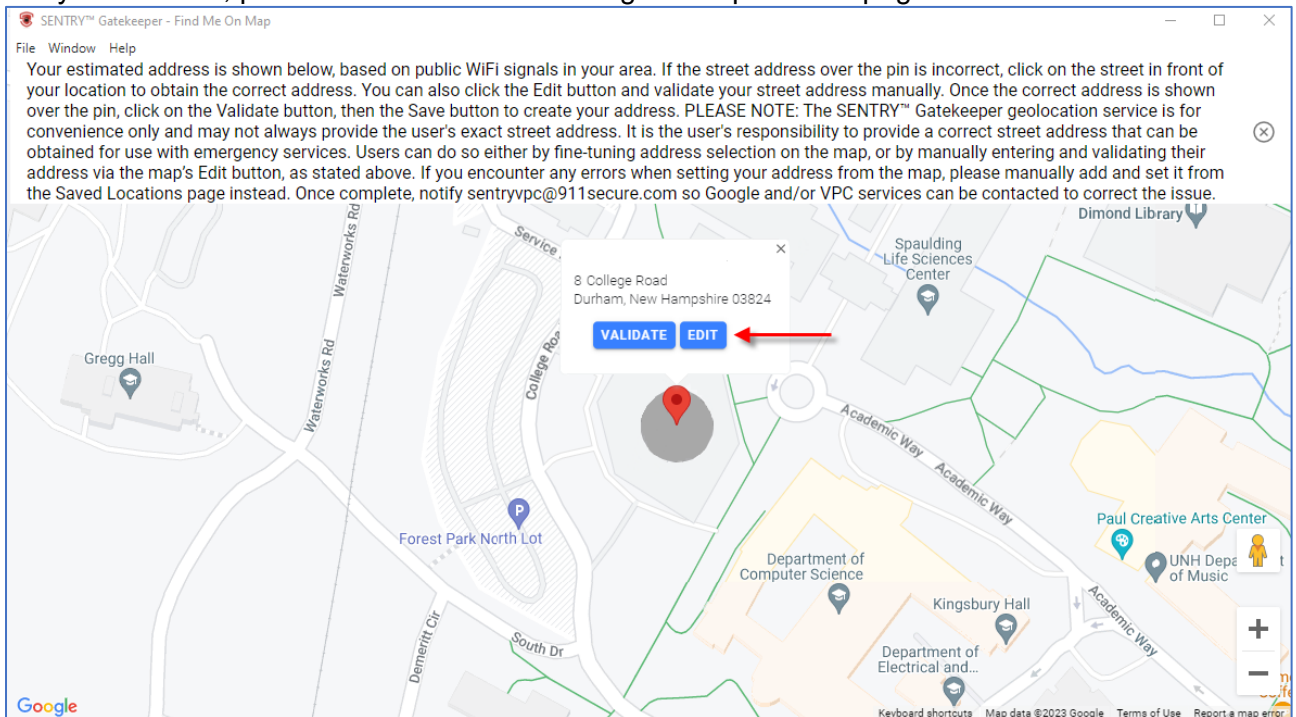 SENTRY™ Gatekeeper - Find Me On Map
File Window Help
Your estimated address is shown below, based on public WiFi signals in your area. If the street address over the pin is incorrect, click on the street in front of
your location to obtain the correct address. You can also click the Edit button and validate your street address manually. Once the correct address is shown
over the pin, click on the Validate button, then the Save button to create your address. PLEASE NOTE: The SENTRY™ Gatekeeper geolocation service is for
convenience only and may not always provide the user's exact street address. It is the user's responsibility to provide a correct street address that can be
obtained for use with emergency services. Users can do so either by fine-tuning address selection on the map, or by manually entering and validating their
address via the map's Edit button, as stated above. If you encounter any errors when setting your address from the map, please manually add and set it from
the Saved Locations page instead. Once complete, notify sentryvpc@911secure.com so Google and/or VPC services can be contacted to correct the issue.
Dimond Library
Waterworks Rd
Service
Spaulding
Life Sciences
Center
8 College Road
Durham, New Hampshire 03824
VALIDATE EDIT
Gregg Hall
Waterworks Rd
College Roa
Academic Way
Academic Way
P
Forest Park North Lot
Paul Creative Arts Center
UNH Depa
of Music
Department of
Computer Science
Kingsbury Hall
Academic Way
Demeritt Cir
South Dr
Department of
Electrical and...
Google
Keyboard shortcuts Map data ©2023 Google Terms of Use Report a map error